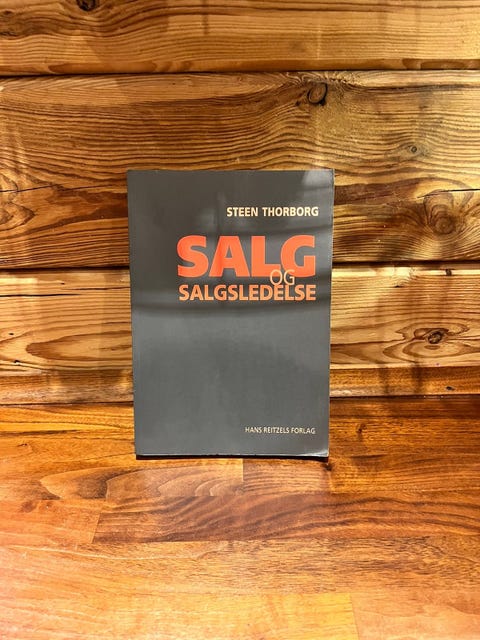 STEEN THORBORG
SALG
OG
SALGSLEDELSE
HANS REITZELS FORLAG